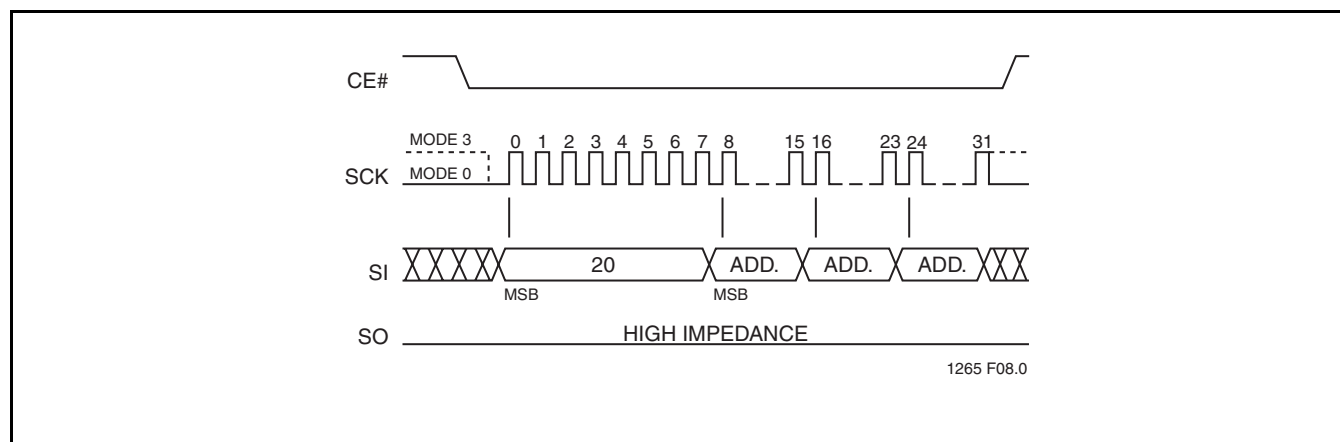 CE#
MODE 3
0 1 2 3 4 5 6 7 8 15 16 23 24 31
SCK
MODE 0
SI
20 ADD. ADD. ADD.
MSB MSB
SO
HIGH IMPEDANCE
1265 F08.0